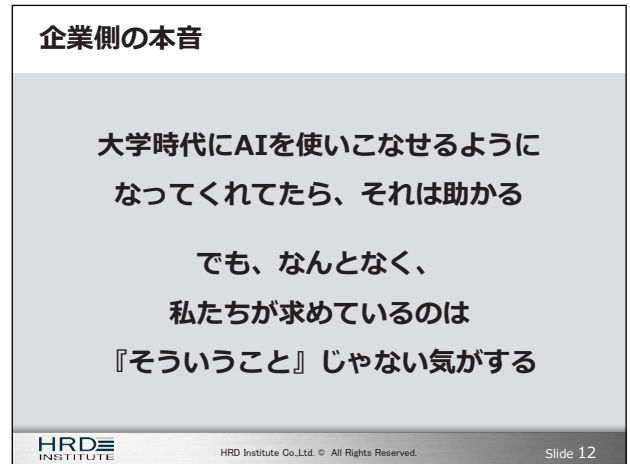 企業側の本音
大学時代にAIを使いこなせるように
なってくれてたら、それは助かる
でも、なんとなく、
私たちが求めているのは
『そういうこと』じゃない気がする
HRD
INSTITUTE
HRD Institute Co.,Ltd. © All Rights Reserved.
Slide 12